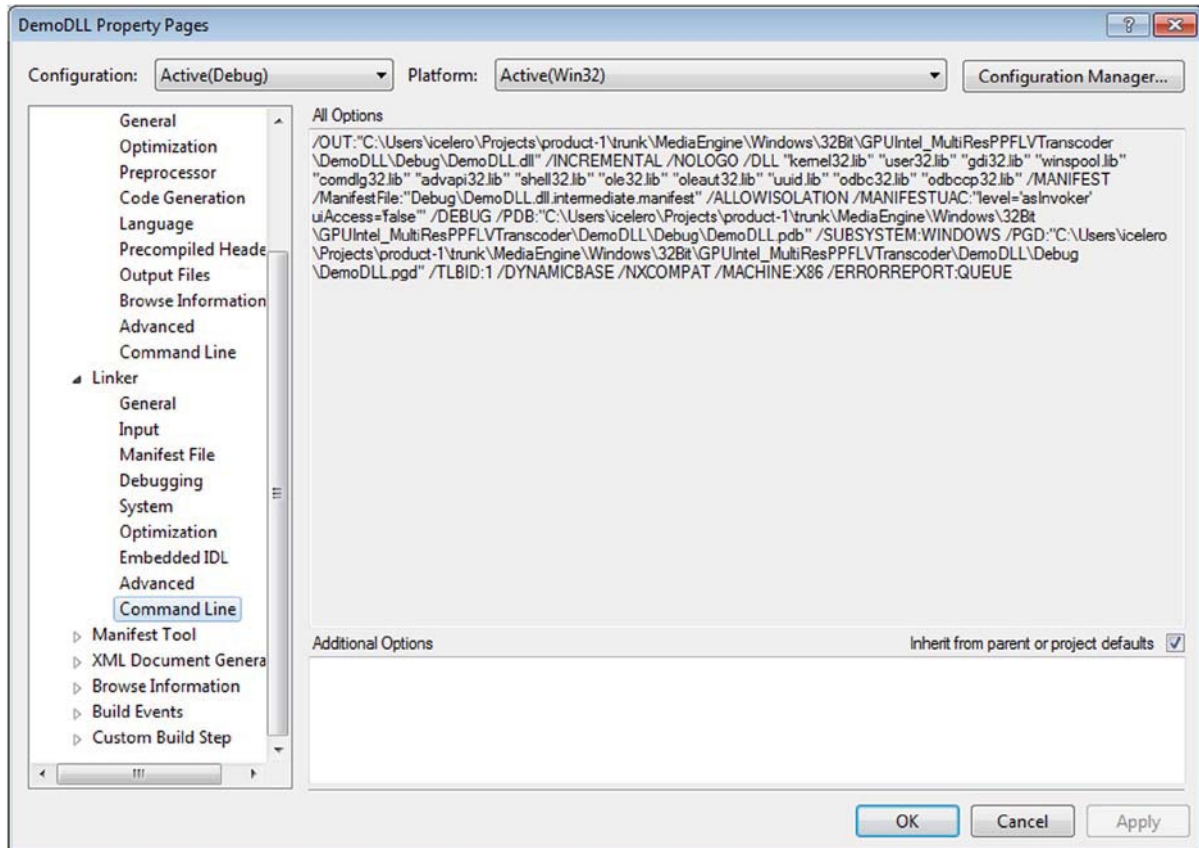 DemoDLL Property Pages
Configuration: Active(Debug) Platform: Active(Win32) Configuration Manager...
General
Optimization
Preprocessor
Code Generation
Language
Precompiled Heade
Output Files
Browse Information
Advanced
Command Line
Linker
General
Input
Manifest File
Debugging
System
Optimization
Embedded IDL
Advanced
Command Line
Manifest Tool
XML Document Genera
Browse Information
Build Events
Custom Build Step
All Options
/OUT:"C:\Users\icelero\Projects\product-1\trunk\MediaEngine\Windows\32Bit\GPUIntel_MultiResPPFLVTranscoder
\DemoDLL\Debug\DemoDLL.dll" /INCREMENTAL /NOLOGO /DLL "kernel32.lib" "user32.lib" "gdi32.lib" "winspool.lib"
"comdlg32.lib" "advapi32.lib" "shell32.lib" "ole32.lib" "oleaut32.lib" "uuid.lib" "odbc32.lib" "odbccp32.lib" /MANIFEST
/ManifestFile:"Debug\DemoDLL.dll.intermediate.manifest" /ALLOWISOLATION /MANIFESTUAC:"level='asInvoker'
uiAccess='false'" /DEBUG /PDB:"C:\Users\icelero\Projects\product-1\trunk\MediaEngine\Windows\32Bit
\GPUIntel_MultiResPPFLVTranscoder\DemoDLL\Debug\DemoDLL.pdb" /SUBSYSTEM:WINDOWS /PGD:"C:\Users\icelero
\Projects\product-1\trunk\MediaEngine\Windows\32Bit\GPUIntel_MultiResPPFLVTranscoder\DemoDLL\Debug
\DemoDLL.pgd" /TLBID:1 /DYNAMICBASE /NXCOMPAT /MACHINE:X86 /ERRORREPORT:QUEUE
Additional Options Inherit from parent or project defaults
OK Cancel Apply